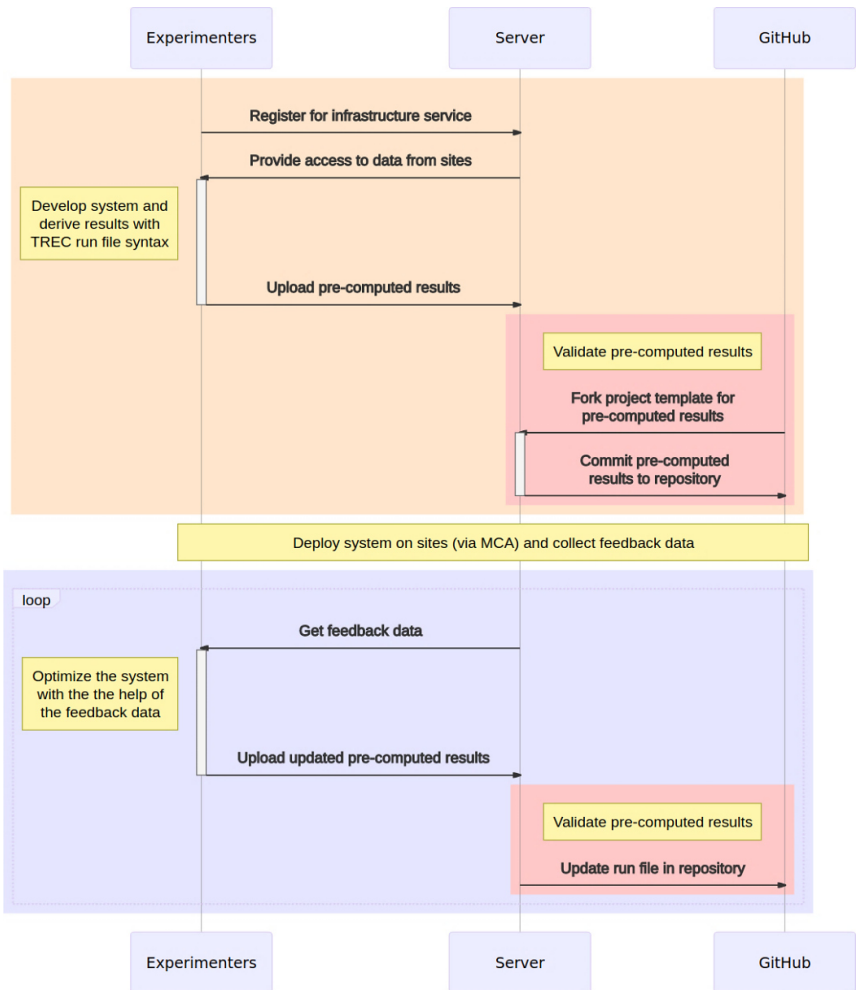 Experimenters
Server
GitHub
Register for infrastructure service
Provide access to data from sites
Develop system and
derive results with
TREC run file syntax
Upload pre-computed results
Validate pre-computed results
Fork project template for
pre-computed results
Commit pre-computed
results to repository
Deploy system on sites (via MCA) and collect feedback data
loop
Get feedback data
Optimize the system
with the the help of
the feedback data
Upload updated pre-computed results
Validate pre-computed results
Update run file in repository
Experimenters
Server
GitHub